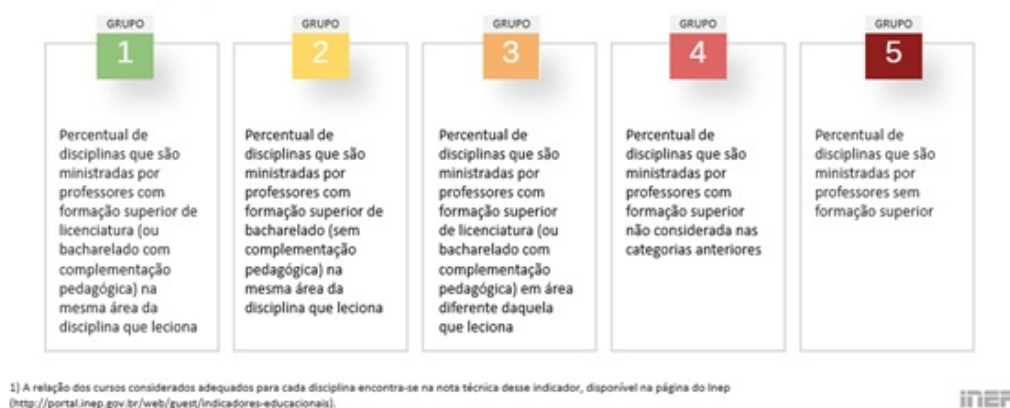 GRUPO
1
Percentual de
disciplinas que são
ministradas por
professores com
formação superior de
licenciatura (ou
bacharelado com
complementação
pedagógica) na
mesma área da
disciplina que leciona
GRUPO
2
Percentual de
disciplinas que são
ministradas por
professores com
formação superior de
bacharelado (sem
complementação
pedagógica) na
mesma área da
disciplina que leciona
GRUPO
3
Percentual de
disciplinas que são
ministradas por
professores com
formação superior
de licenciatura (ou
bacharelado com
complementação
pedagógica) em área
diferente daquela
que leciona
GRUPO
4
Percentual de
disciplinas que são
ministradas por
professores com
formação superior
não considerada nas
categorias anteriores
GRUPO
5
Percentual de
disciplinas que são
ministradas por
professores sem
formação superior
1) A relação dos cursos considerados adequados para cada disciplina encontra-se na nota técnica desse indicador, disponível na página do Inep
(http://portal.inep.gov.br/web/guest/indicadores-educacionais).
inep